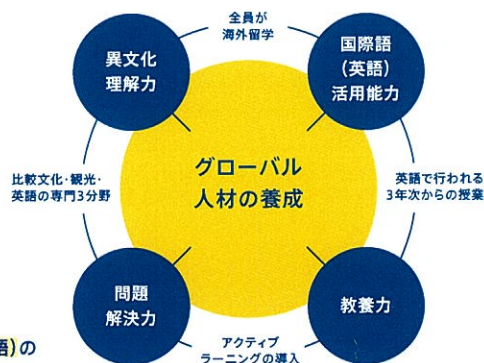 全員が
海外留学
異文化
理解力
国際語
(英語)
活用能力
グローバル
人材の養成
比較文化・観光・
英語の専門3分野
英語で行われる
3年次からの授業
問題
解決力
教養力
アクティブ
ラーニングの導入
語)の